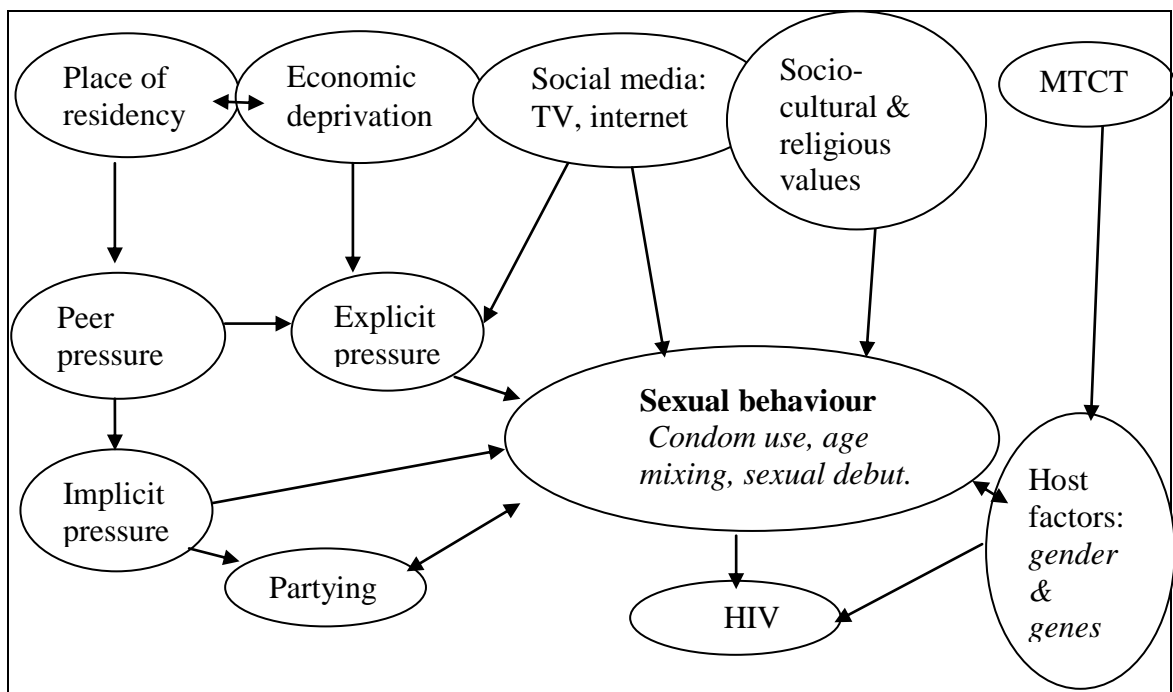 Place of
residency
Economic
deprivation
Social media:
TV, internet
Socio-
cultural &
religious
values
MTCT
Peer
pressure
Explicit
pressure
Sexual behaviour
Condom use, age
mixing, sexual debut.
Implicit
pressure
Partying
HIV
Host
factors:
gender
&
genes